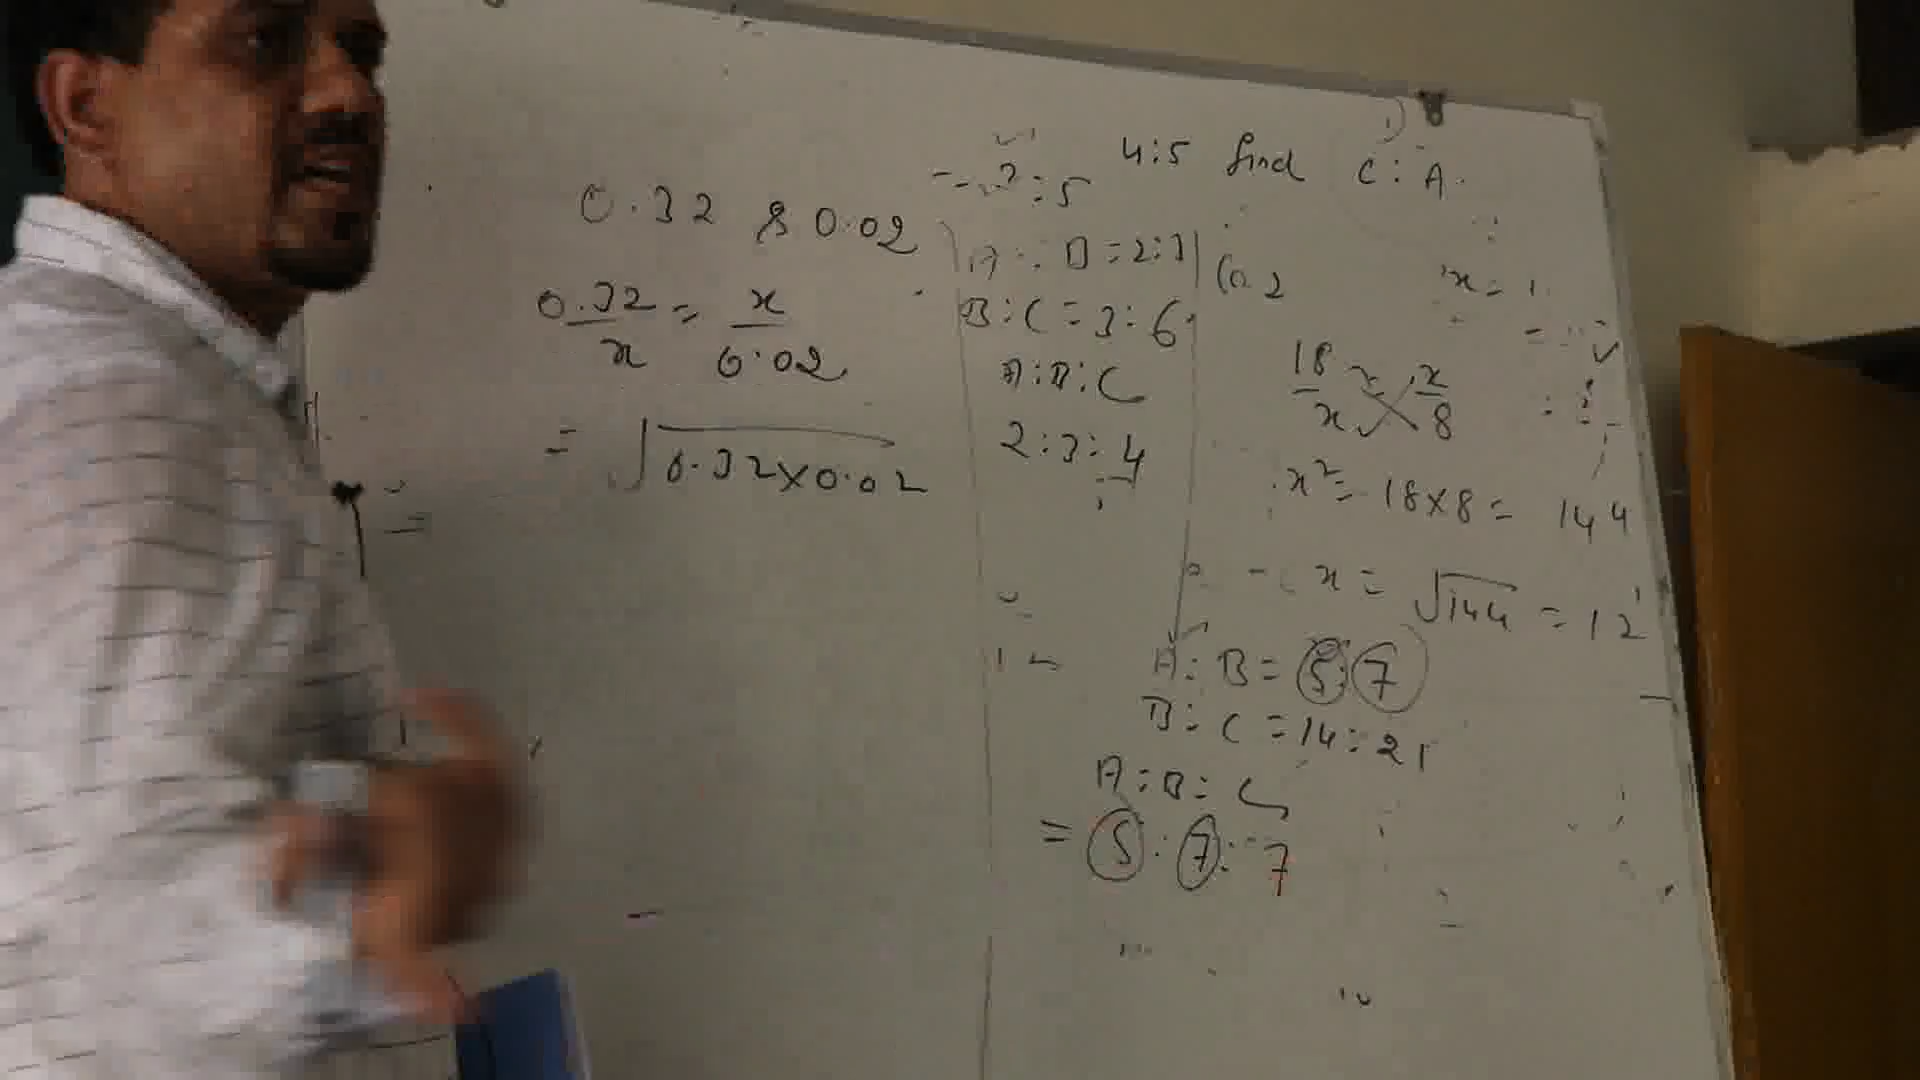 4:5 find C:A.
?:5
0.32 & 0.02
0.32/x = x/0.02
= √0.32×0.02
A:B=2:3
B:C=3:6
A:B:C
2:3:4
18/x = x/8
x²=18×8=144
x=√144=12
A:B=5:7
B:C=14:21
A:B:C
=5:7:7